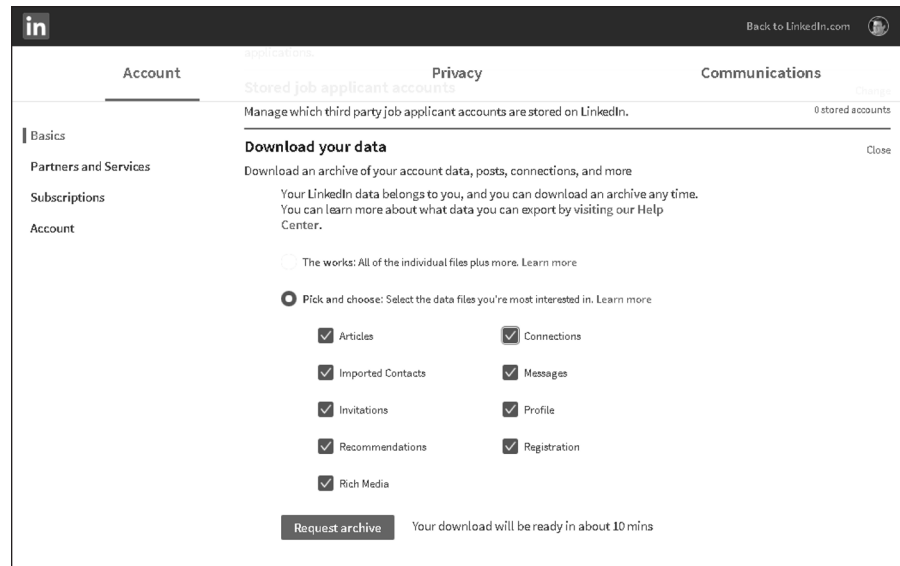 in
Back to LinkedIn.com
applications.
Account
Privacy
Communications
Stored job applicant accounts
Change
Manage which third party job applicant accounts are stored on LinkedIn.
0 stored accounts
Basics
Download your data
Close
Partners and Services
Download an archive of your account data, posts, connections, and more
Subscriptions
Your LinkedIn data belongs to you, and you can download an archive any time.
You can learn more about what data you can export by visiting our Help
Center.
Account
The works: All of the individual files plus more. Learn more
Pick and choose: Select the data files you're most interested in. Learn more
Articles
Connections
Imported Contacts
Messages
Invitations
Profile
Recommendations
Registration
Rich Media
Request archive
Your download will be ready in about 10 mins